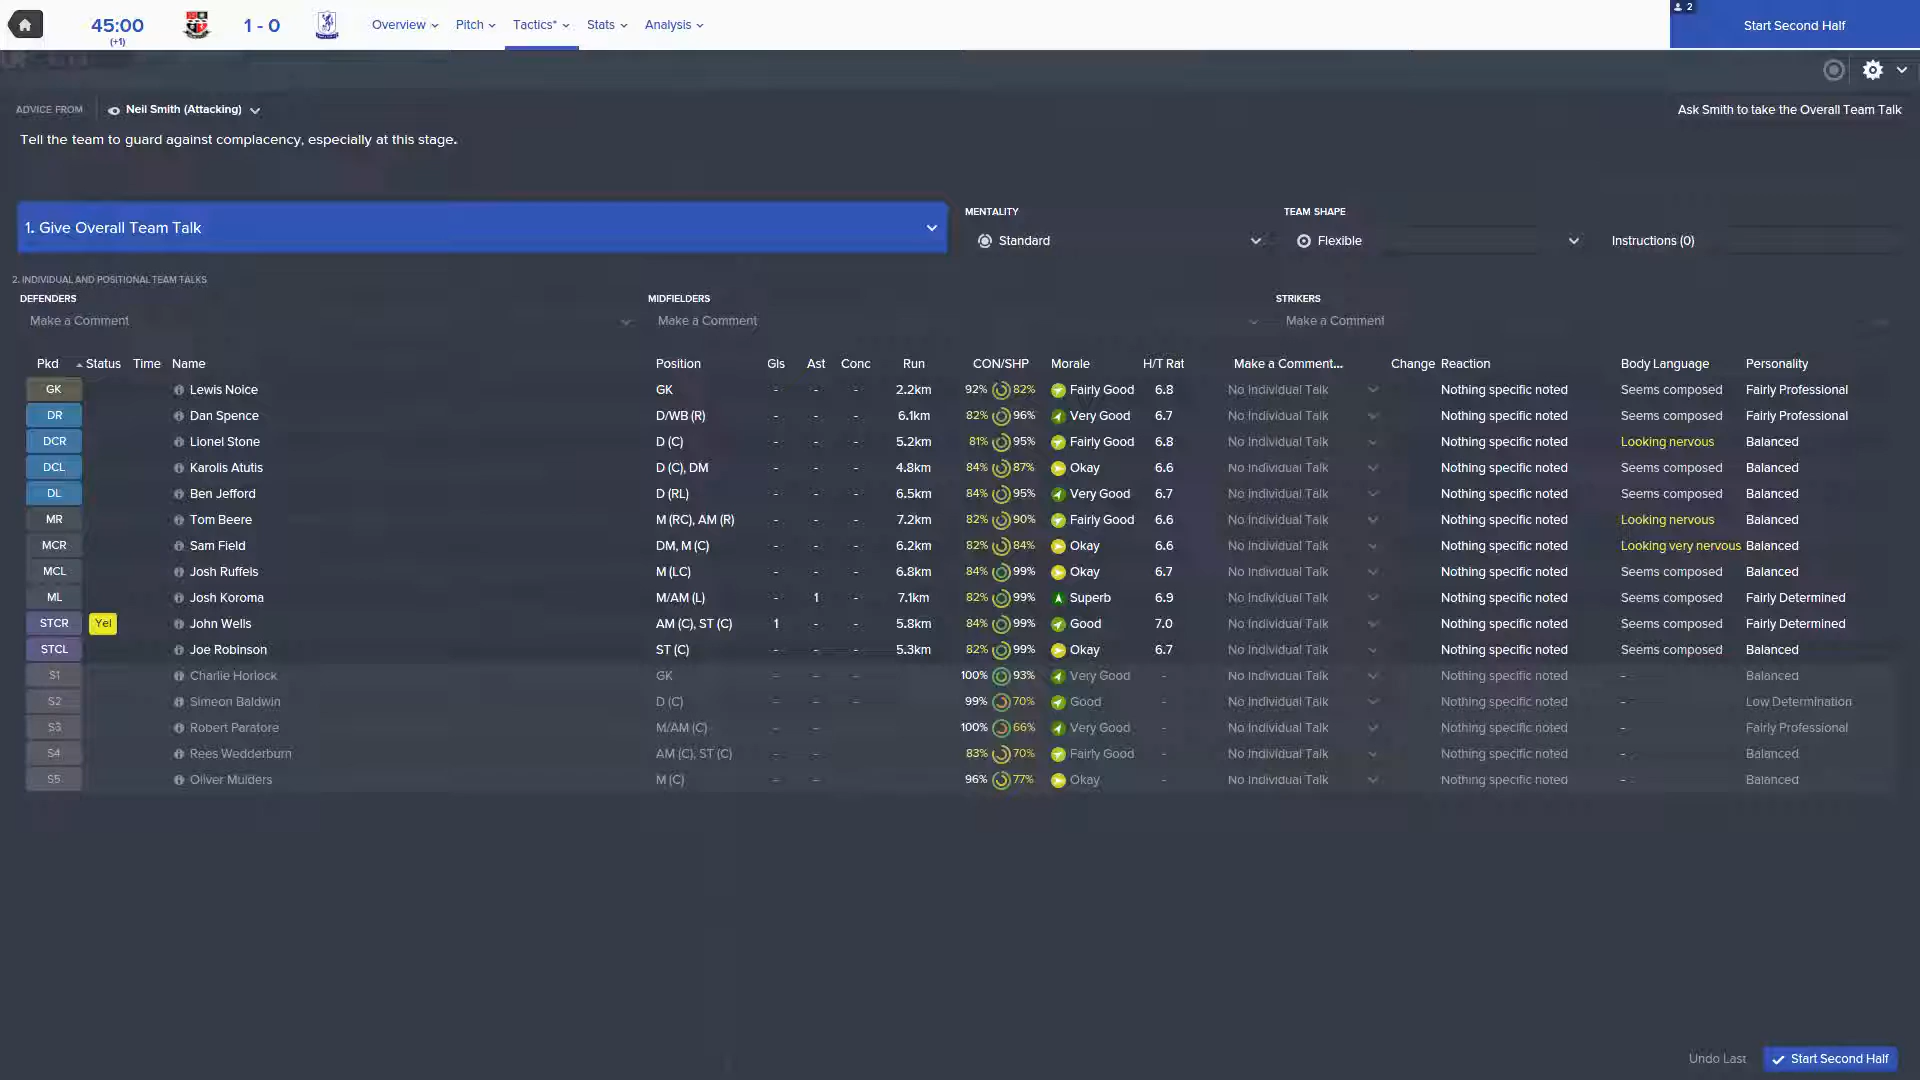 45:00
(+1)
1 - 0
Overview
Pitch
Tactics*
Stats
Analysis
2
Start Second Half
ADVICE FROM
Neil Smith (Attacking)
Ask Smith to take the Overall Team Talk
Tell the team to guard against complacency, especially at this stage.
1. Give Overall Team Talk
MENTALITY
Standard
TEAM SHAPE
Flexible
Instructions (0)
2. INDIVIDUAL AND POSITIONAL TEAM TALKS
DEFENDERS
MIDFIELDERS
STRIKERS
Make a Comment
Make a Comment
Make a Comment
Pkd Status Time Name Position Gls Ast Conc Run CON/SHP Morale H/T Rat Make a Comment... Change Reaction Body Language Personality
GK Lewis Noice GK - - - 2.2km 92% 82% Fairly Good 6.8 No Individual Talk Nothing specific noted Seems composed Fairly Professional
DR Dan Spence D/WB (R) - - - 6.1km 82% 96% Very Good 6.7 No Individual Talk Nothing specific noted Seems composed Fairly Professional
DCR Lionel Stone D (C) - - - 5.2km 81% 95% Fairly Good 6.8 No Individual Talk Nothing specific noted Looking nervous Balanced
DCL Karolis Atutis D (C), DM - - - 4.8km 84% 87% Okay 6.6 No Individual Talk Nothing specific noted Seems composed Balanced
DL Ben Jefford D (RL) - - - 6.5km 84% 95% Very Good 6.7 No Individual Talk Nothing specific noted Seems composed Balanced
MR Tom Beere M (RC), AM (R) - - - 7.2km 82% 90% Fairly Good 6.6 No Individual Talk Nothing specific noted Looking nervous Balanced
MCR Sam Field DM, M (C) - - - 6.2km 82% 84% Okay 6.6 No Individual Talk Nothing specific noted Looking very nervous Balanced
MCL Josh Ruffels M (LC) - - - 6.8km 84% 99% Okay 6.7 No Individual Talk Nothing specific noted Seems composed Balanced
ML Josh Koroma M/AM (L) - 1 - 7.1km 82% 99% Superb 6.9 No Individual Talk Nothing specific noted Seems composed Fairly Determined
STCR Yel John Wells AM (C), ST (C) 1 - - 5.8km 84% 99% Good 7.0 No Individual Talk Nothing specific noted Seems composed Fairly Determined
STCL Joe Robinson ST (C) - - - 5.3km 82% 99% Okay 6.7 No Individual Talk Nothing specific noted Seems composed Balanced
S1 Charlie Horlock GK - - - 100% 93% Very Good - No Individual Talk Nothing specific noted - Balanced
S2 Simeon Baldwin D (C) - - - 99% 70% Good - No Individual Talk Nothing specific noted - Low Determination
S3 Robert Paratore M/AM (C) - - 100% 66% Very Good - No Individual Talk Nothing specific noted - Fairly Professional
S4 Rees Wedderburn AM (C), ST (C) - - 83% 70% Fairly Good - No Individual Talk Nothing specific noted - Balanced
S5 Oliver Mulders M (C) - - 96% 77% Okay - No Individual Talk Nothing specific noted - Balanced
Undo Last
Start Second Half